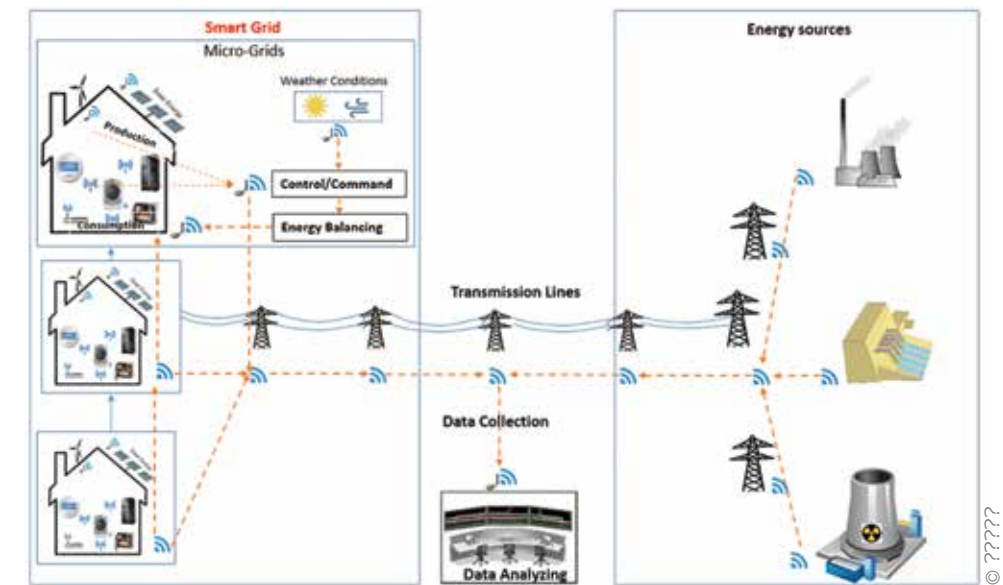 Smart Grid
Micro-Grids
Energy sources
Weather Conditions
Production
Control/Command
Energy Balancing
Consumption
Transmission Lines
Data Collection
Data Analyzing
© ?????